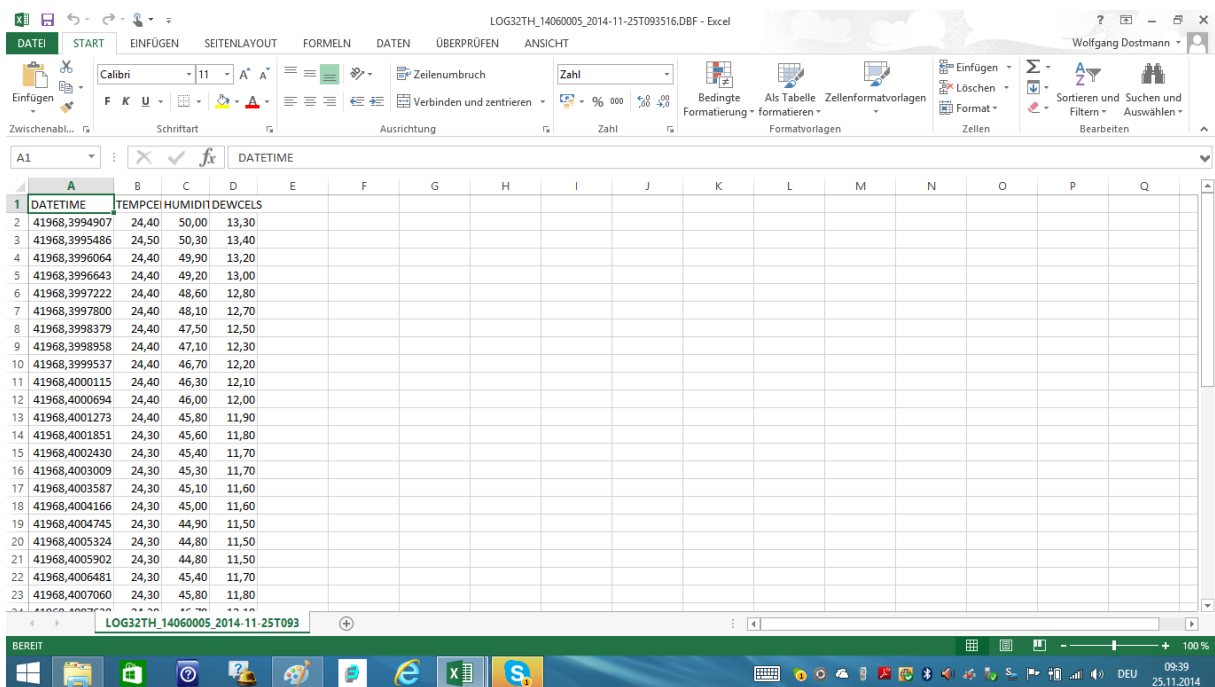 LOG32TH_14060005_2014-11-25T093516.DBF - Excel
DATEI START EINFÜGEN SEITENLAYOUT FORMELN DATEN ÜBERPRÜFEN ANSICHT Wolfgang Dostmann
Einfügen
Calibri 11
F K U
Zeilenumbruch
Verbinden und zentrieren
Zahl
% 000
Bedingte Formatierung
Als Tabelle formatieren
Zellenformatvorlagen
Einfügen
Löschen
Format
Sortieren und Filtern
Suchen und Auswählen
Zwischenabl... Schriftart Ausrichtung Zahl Formatvorlagen Zellen Bearbeiten
A1 fx DATETIME
A B C D E F G H I J K L M N O P Q
1 DATETIME TEMPCE HUMIDIT DEWCELS
2 41968,3994907 24,40 50,00 13,30
3 41968,3995486 24,50 50,30 13,40
4 41968,3996064 24,40 49,90 13,20
5 41968,3996643 24,40 49,20 13,00
6 41968,3997222 24,40 48,60 12,80
7 41968,3997800 24,40 48,10 12,70
8 41968,3998379 24,40 47,50 12,50
9 41968,3998958 24,40 47,10 12,30
10 41968,3999537 24,40 46,70 12,20
11 41968,4000115 24,40 46,30 12,10
12 41968,4000694 24,40 46,00 12,00
13 41968,4001273 24,40 45,80 11,90
14 41968,4001851 24,30 45,60 11,80
15 41968,4002430 24,30 45,40 11,70
16 41968,4003009 24,30 45,30 11,70
17 41968,4003587 24,30 45,10 11,60
18 41968,4004166 24,30 45,00 11,60
19 41968,4004745 24,30 44,90 11,50
20 41968,4005324 24,30 44,80 11,50
21 41968,4005902 24,30 44,80 11,50
22 41968,4006481 24,30 45,40 11,70
23 41968,4007060 24,30 45,80 11,80
LOG32TH_14060005_2014-11-25T093
BEREIT 100 %
DEU 09:39
25.11.2014